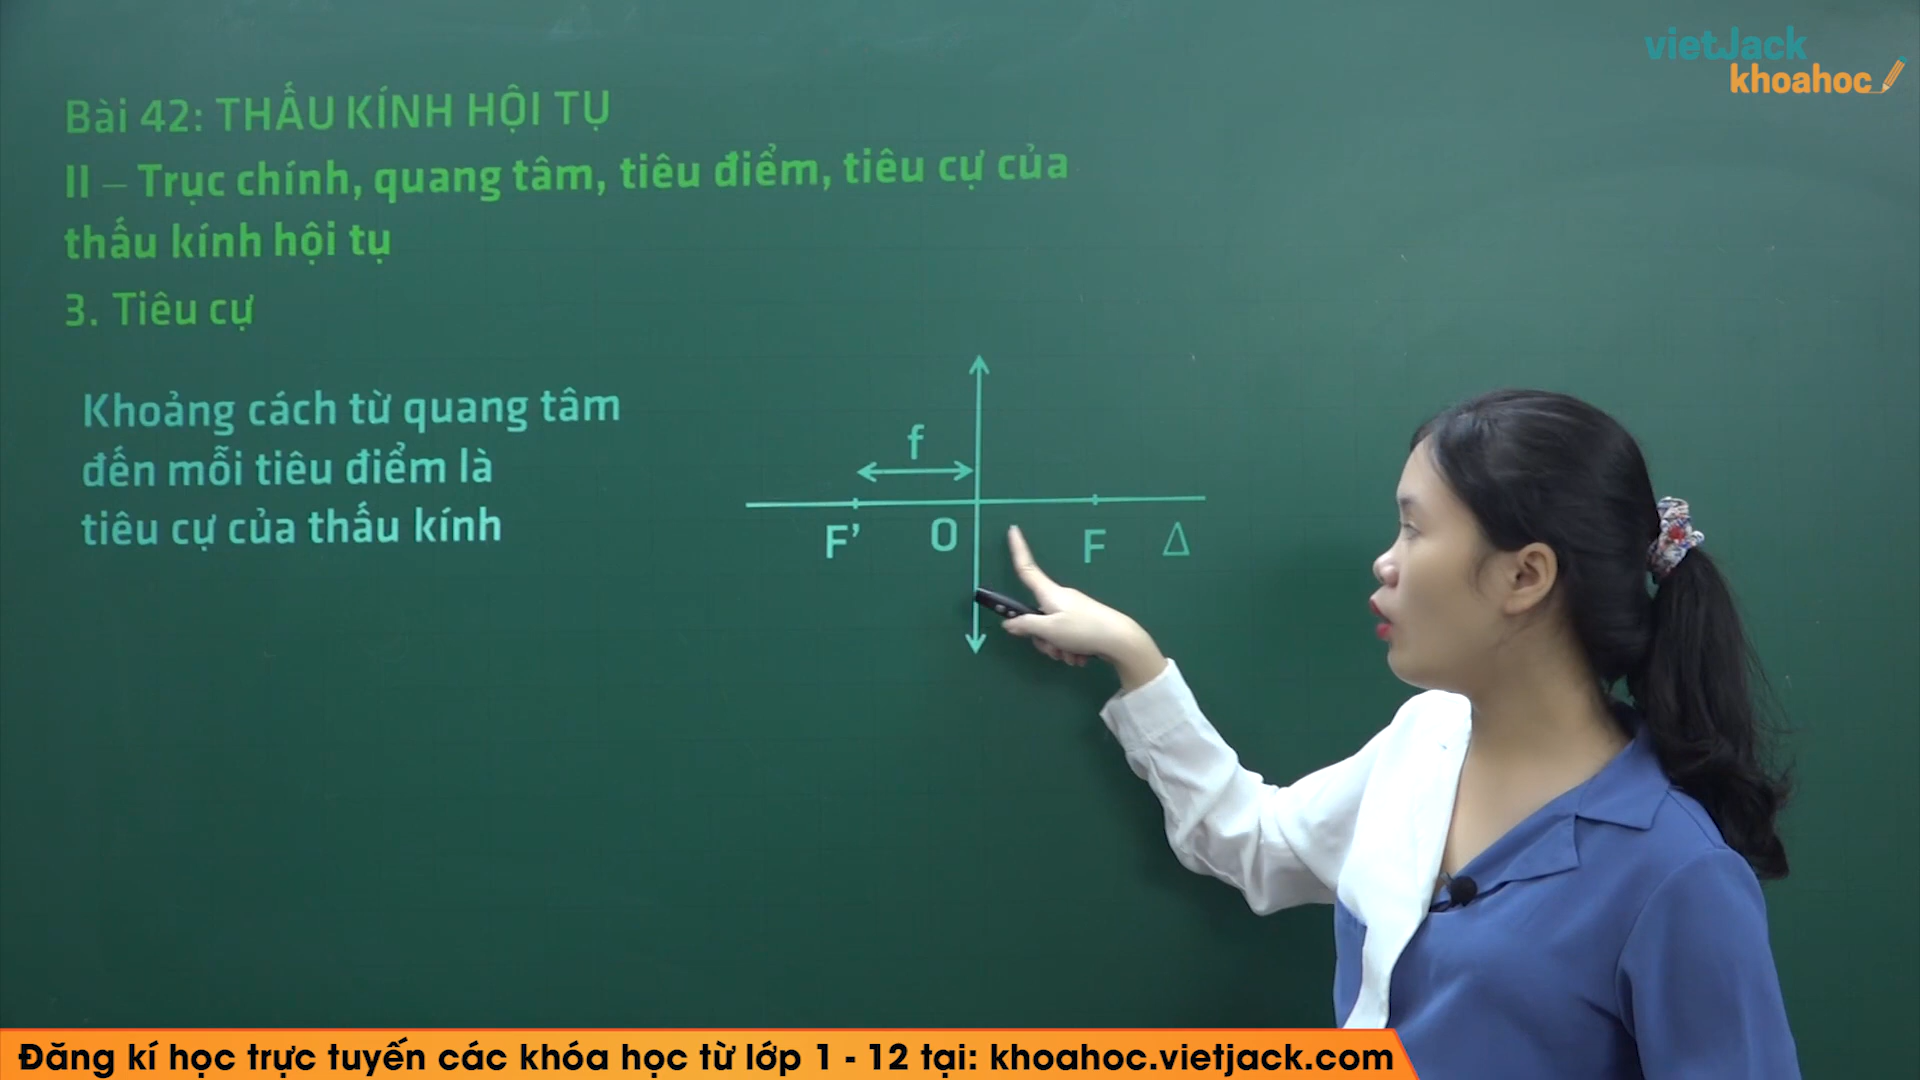 vietJack
khoahoc
Bài 42: THẤU KÍNH HỘI TỤ
II – Trục chính, quang tâm, tiêu điểm, tiêu cự của
thấu kính hội tụ
3. Tiêu cự
Khoảng cách từ quang tâm
đến mỗi tiêu điểm là
tiêu cự của thấu kính
f
F’ O F Δ
Đăng kí học trực tuyến các khóa học từ lớp 1 - 12 tại: khoahoc.vietjack.com